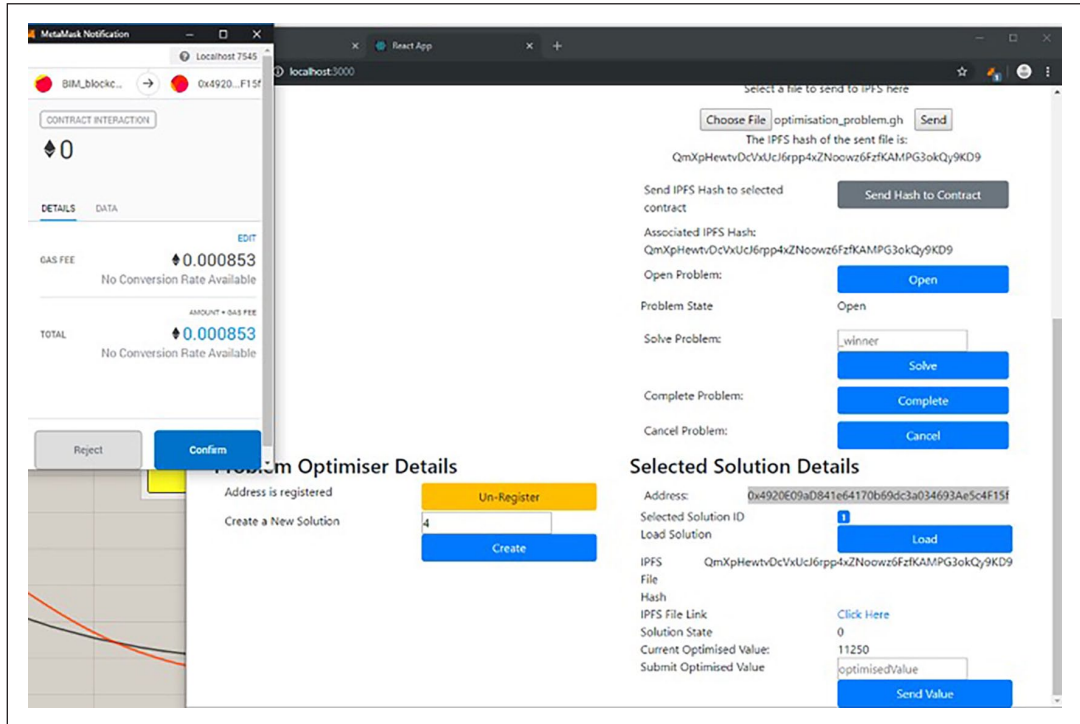 MetaMask Notification
Localhost 7545
BIM_blockc...
0x4920...F15f
CONTRACT INTERACTION
0
DETAILS DATA
EDIT
GAS FEE 0.000853
No Conversion Rate Available
AMOUNT + GAS FEE
TOTAL 0.000853
No Conversion Rate Available
Reject Confirm
React App
localhost:3000
Select a file to send to IPFS here
Choose File optimisation_problem.gh Send
The IPFS hash of the sent file is:
QmXpHewtvDcVxUcJ6rpp4xZNoowz6FzfKAMPG3okQy9KD9
Send IPFS Hash to selected
contract
Send Hash to Contract
Associated IPFS Hash:
QmXpHewtvDcVxUcJ6rpp4xZNoowz6FzfKAMPG3okQy9KD9
Open Problem: Open
Problem State Open
Solve Problem: _winner
Solve
Complete Problem: Complete
Cancel Problem: Cancel
Problem Optimiser Details
Address is registered Un-Register
Create a New Solution 4
Create
Selected Solution Details
Address: 0x4920E09aD841e64170b69dc3a034693Ae5c4F15f
Selected Solution ID 1
Load Solution Load
IPFS QmXpHewtvDcVxUcJ6rpp4xZNoowz6FzfKAMPG3okQy9KD9
File
Hash
IPFS File Link Click Here
Solution State 0
Current Optimised Value: 11250
Submit Optimised Value optimisedValue
Send Value